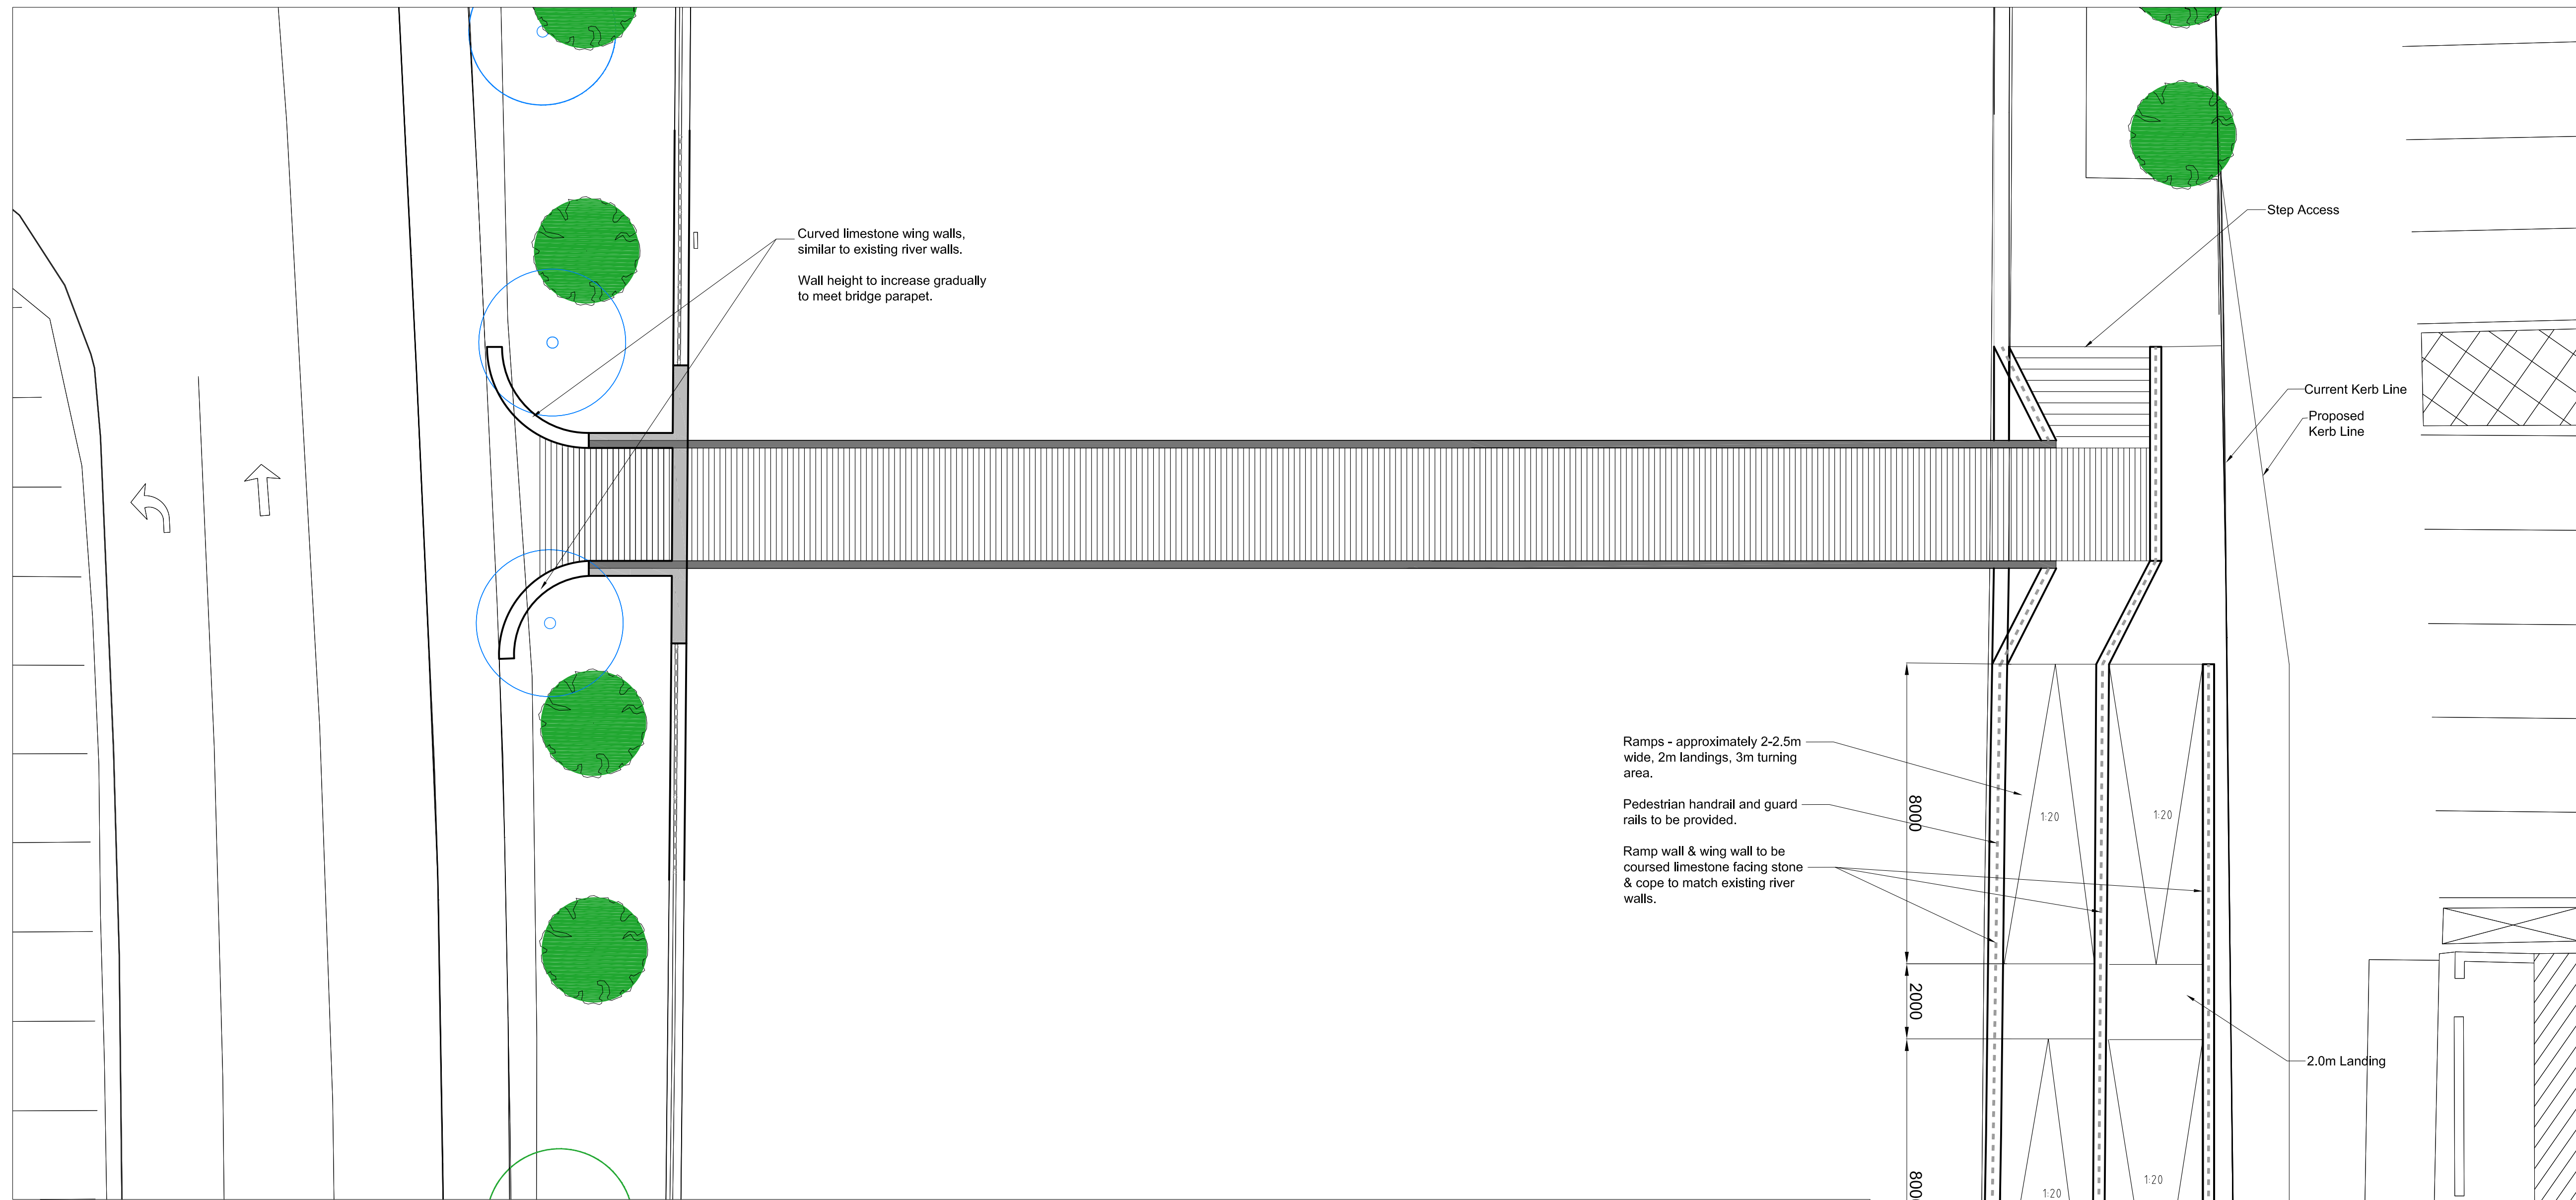 Curved limestone wing walls,
similar to existing river walls.
Wall height to increase gradually
to meet bridge parapet.
Step Access
Current Kerb Line
Proposed
Kerb Line
Ramps - approximately 2-2.5m
wide, 2m landings, 3m turning
area.
Pedestrian handrail and guard
rails to be provided.
Ramp wall & wing wall to be
coursed limestone facing stone
& cope to match existing river
walls.
8000
1:20
1:20
2000
2.0m Landing
800
1:20
1:20